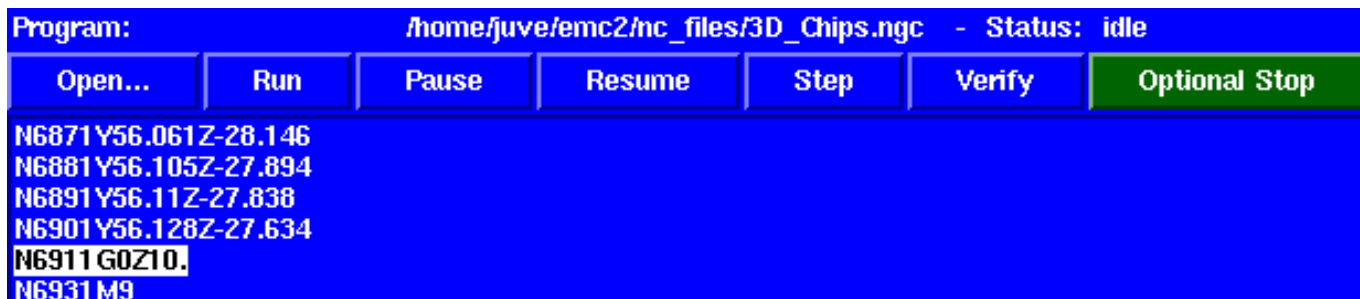 Program: /home/juve/emc2/nc_files/3D_Chips.ngc - Status: idle
Open... Run Pause Resume Step Verify Optional Stop
N6871Y56.061Z-28.146
N6881Y56.105Z-27.894
N6891Y56.11Z-27.838
N6901Y56.128Z-27.634
N6911G0Z10.
N6931M9